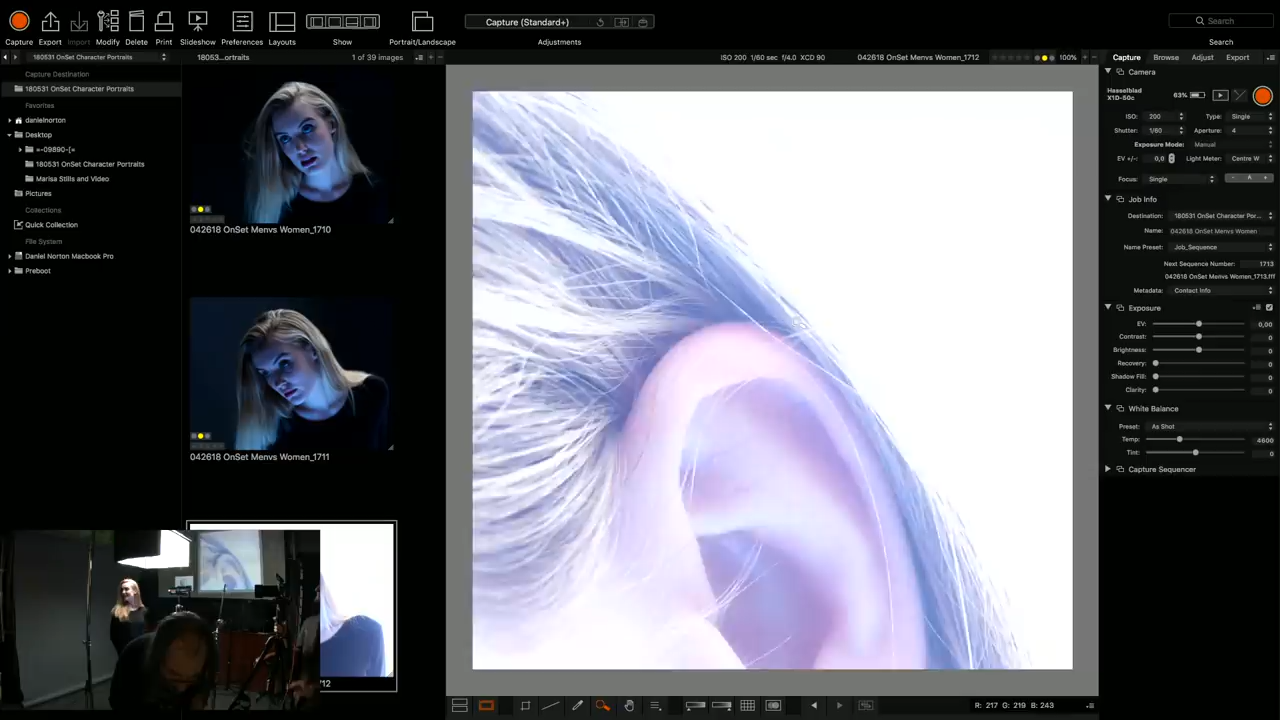 Capture Export Import Modify Delete Print Slideshow Preferences Layouts Show Portrait/Landscape
Capture (Standard+)
Adjustments
Search
Search
180531 OnSet Character Portraits
18053...ortraits
1 of 39 images
ISO 200 1/60 sec f/4.0 XCD 90
042618 OnSet Menvs Women_1712
100%
Capture Browse Adjust Export
Capture Destination
180531 OnSet Character Portraits
Favorites
danielnorton
Desktop
=-09890-[=
180531 OnSet Character Portraits
Marisa Stills and Video
Pictures
Collections
Quick Collection
File System
Daniel Norton Macbook Pro
Preboot
042618 OnSet Menvs Women_1710
042618 OnSet Menvs Women_1711
712
Camera
Hasselblad
X1D-50c
63%
ISO: 200
Type: Single
Shutter: 1/60
Aperture: 4
Exposure Mode: Manual
EV +/-: 0,0
Light Meter: Centre W
Focus: Single
- A +
Job Info
Destination: 180531 OnSet Character Por...
Name: 042618 OnSet Menvs Women
Name Preset: Job_Sequence
Next Sequence Number: 1713
042618 OnSet Menvs Women_1713.fff
Metadata: Contact Info
Exposure
EV: 0,00
Contrast: 0
Brightness: 0
Recovery: 0
Shadow Fill: 0
Clarity: 0
White Balance
Preset: As Shot
Temp: 4600
Tint: 0
Capture Sequencer
R: 217 G: 219 B: 243